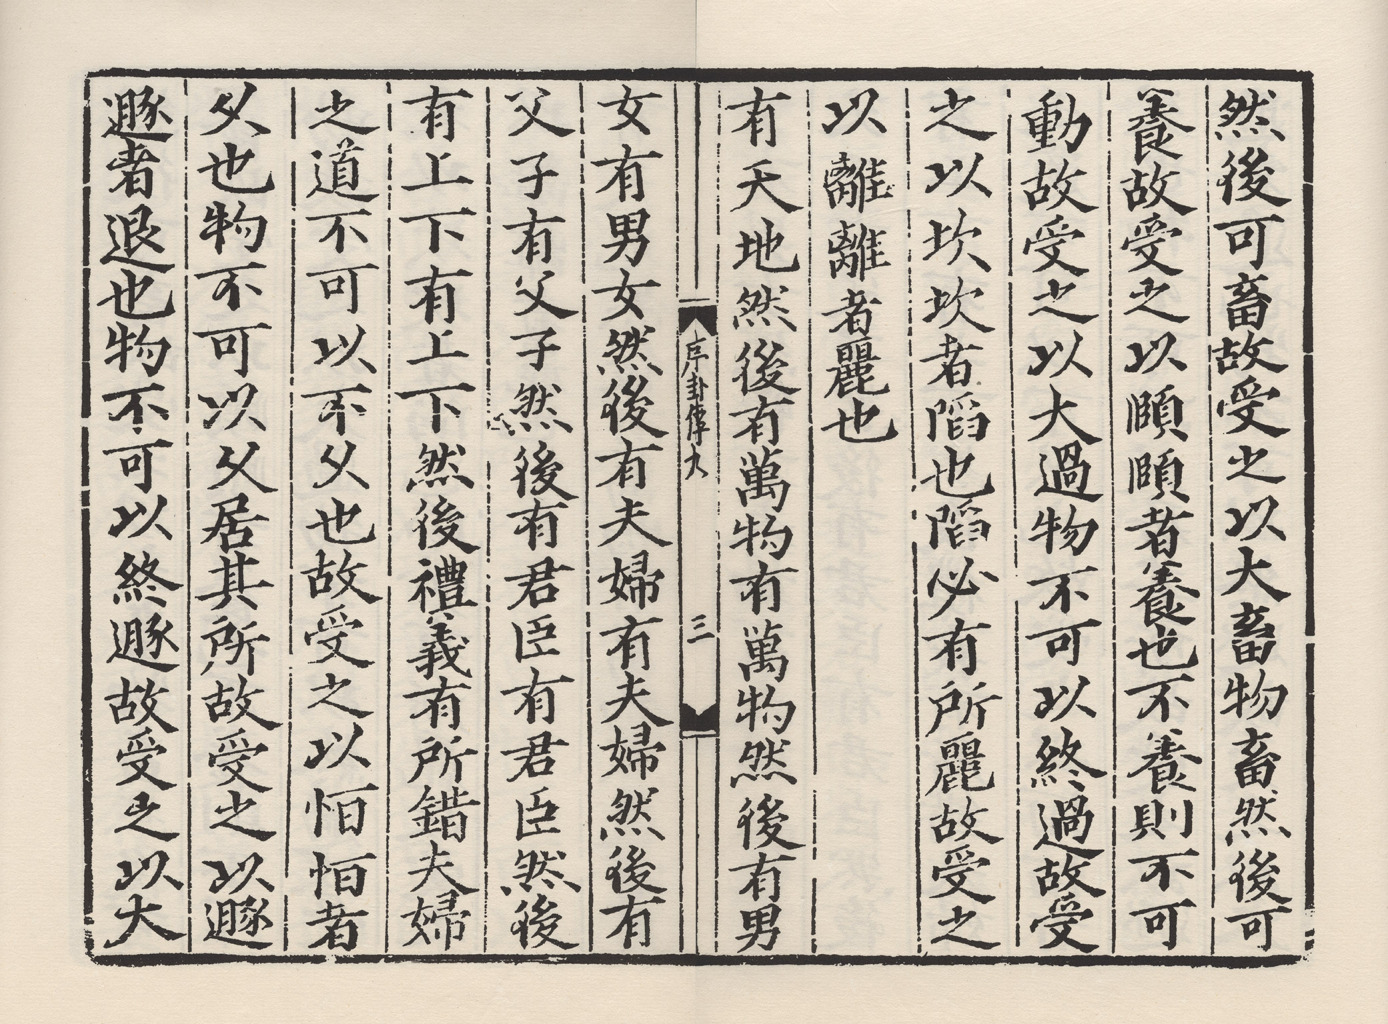 然後可畜故受之以大畜物畜然後可
養故受之以頤頤者養也不養則不可
動故受之以大過物不可以終過故受
之以坎坎者䧟也䧟必有所麗故受之
以離離者麗也
有天地然後有萬物有萬物然後有男
序卦傳大
三
女有男女然後有夫婦有夫婦然後有
父子有父子然後有君臣有君臣然後
有上下有上下然後禮義有所錯夫婦
之道不可以不乆也故受之以恒恒者
乆也物不可以乆居其所故受之以遯
遯者退也物不可以終遯故受之以大